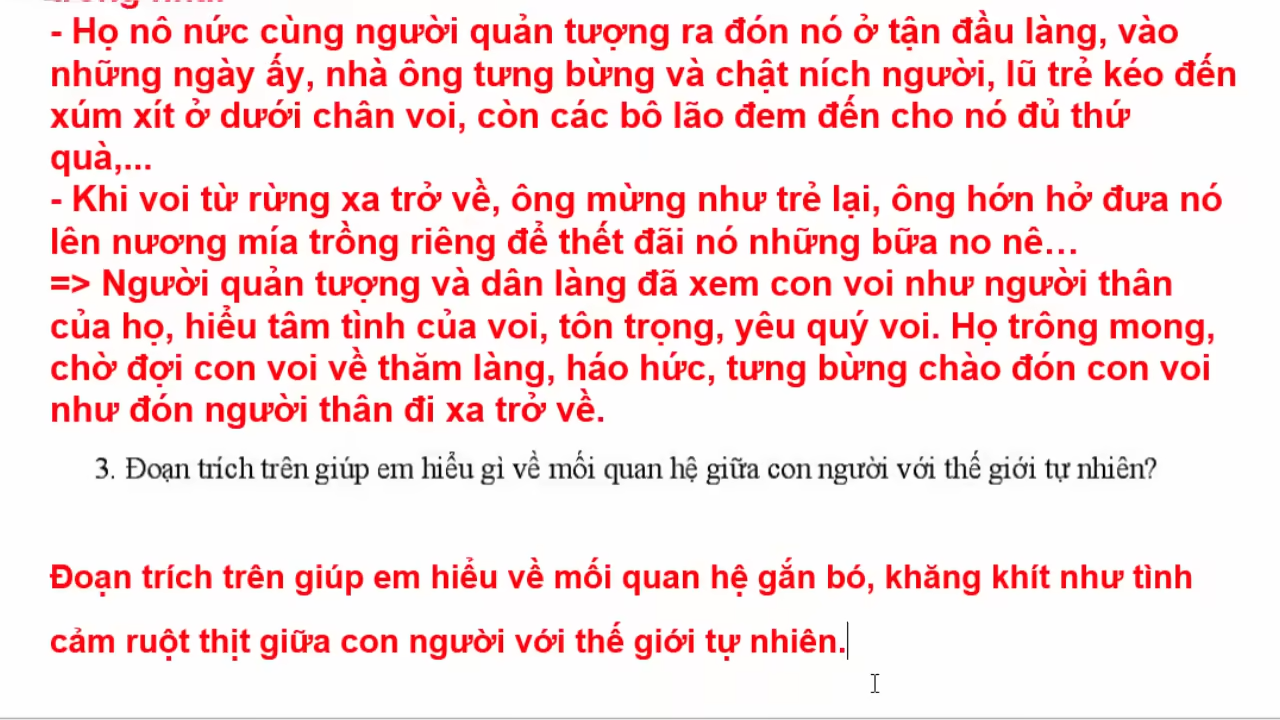 - Họ nô nức cùng người quản tượng ra đón nó ở tận đầu làng, vào
những ngày ấy, nhà ông tưng bừng và chật ních người, lũ trẻ kéo đến
xúm xít ở dưới chân voi, còn các bô lão đem đến cho nó đủ thứ
quà,...
- Khi voi từ rừng xa trở về, ông mừng như trẻ lại, ông hớn hở đưa nó
lên nương mía trồng riêng để thết đãi nó những bữa no nê...
=> Người quản tượng và dân làng đã xem con voi như người thân
của họ, hiểu tâm tình của voi, tôn trọng, yêu quý voi. Họ trông mong,
chờ đợi con voi về thăm làng, háo hức, tưng bừng chào đón con voi
như đón người thân đi xa trở về.
3. Đoạn trích trên giúp em hiểu gì về mối quan hệ giữa con người với thế giới tự nhiên?
Đoạn trích trên giúp em hiểu về mối quan hệ gắn bó, khăng khít như tình
cảm ruột thịt giữa con người với thế giới tự nhiên.